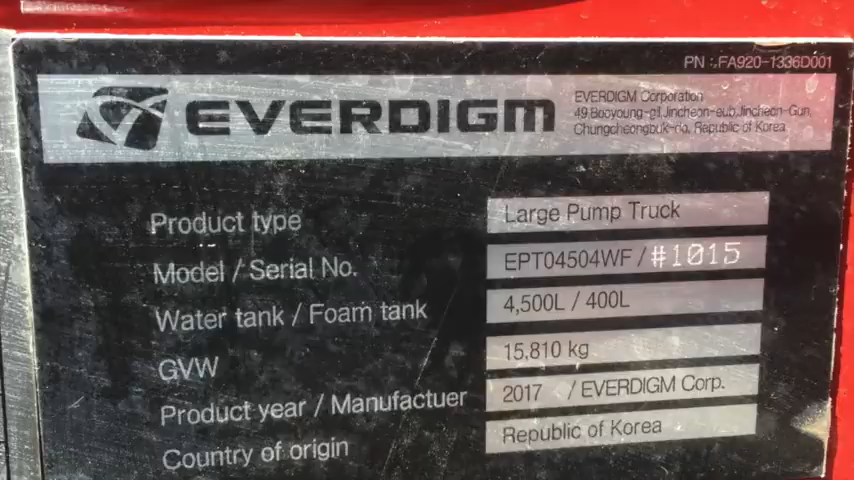 PN : FA920-1336D001
EVERDIGM
EVERDIGM Corporation
49 Booyoung-gil,Jincheon-eub,Jincheon-Gun,
Chungcheongbuk-do, Republic of Korea
Product type Large Pump Truck
Model / Serial No. EPT04504WF / #1015
Water tank / Foam tank 4,500L / 400L
GVW 15,810 kg
Product year / Manufactuer 2017 / EVERDIGM Corp.
Country of origin Republic of Korea